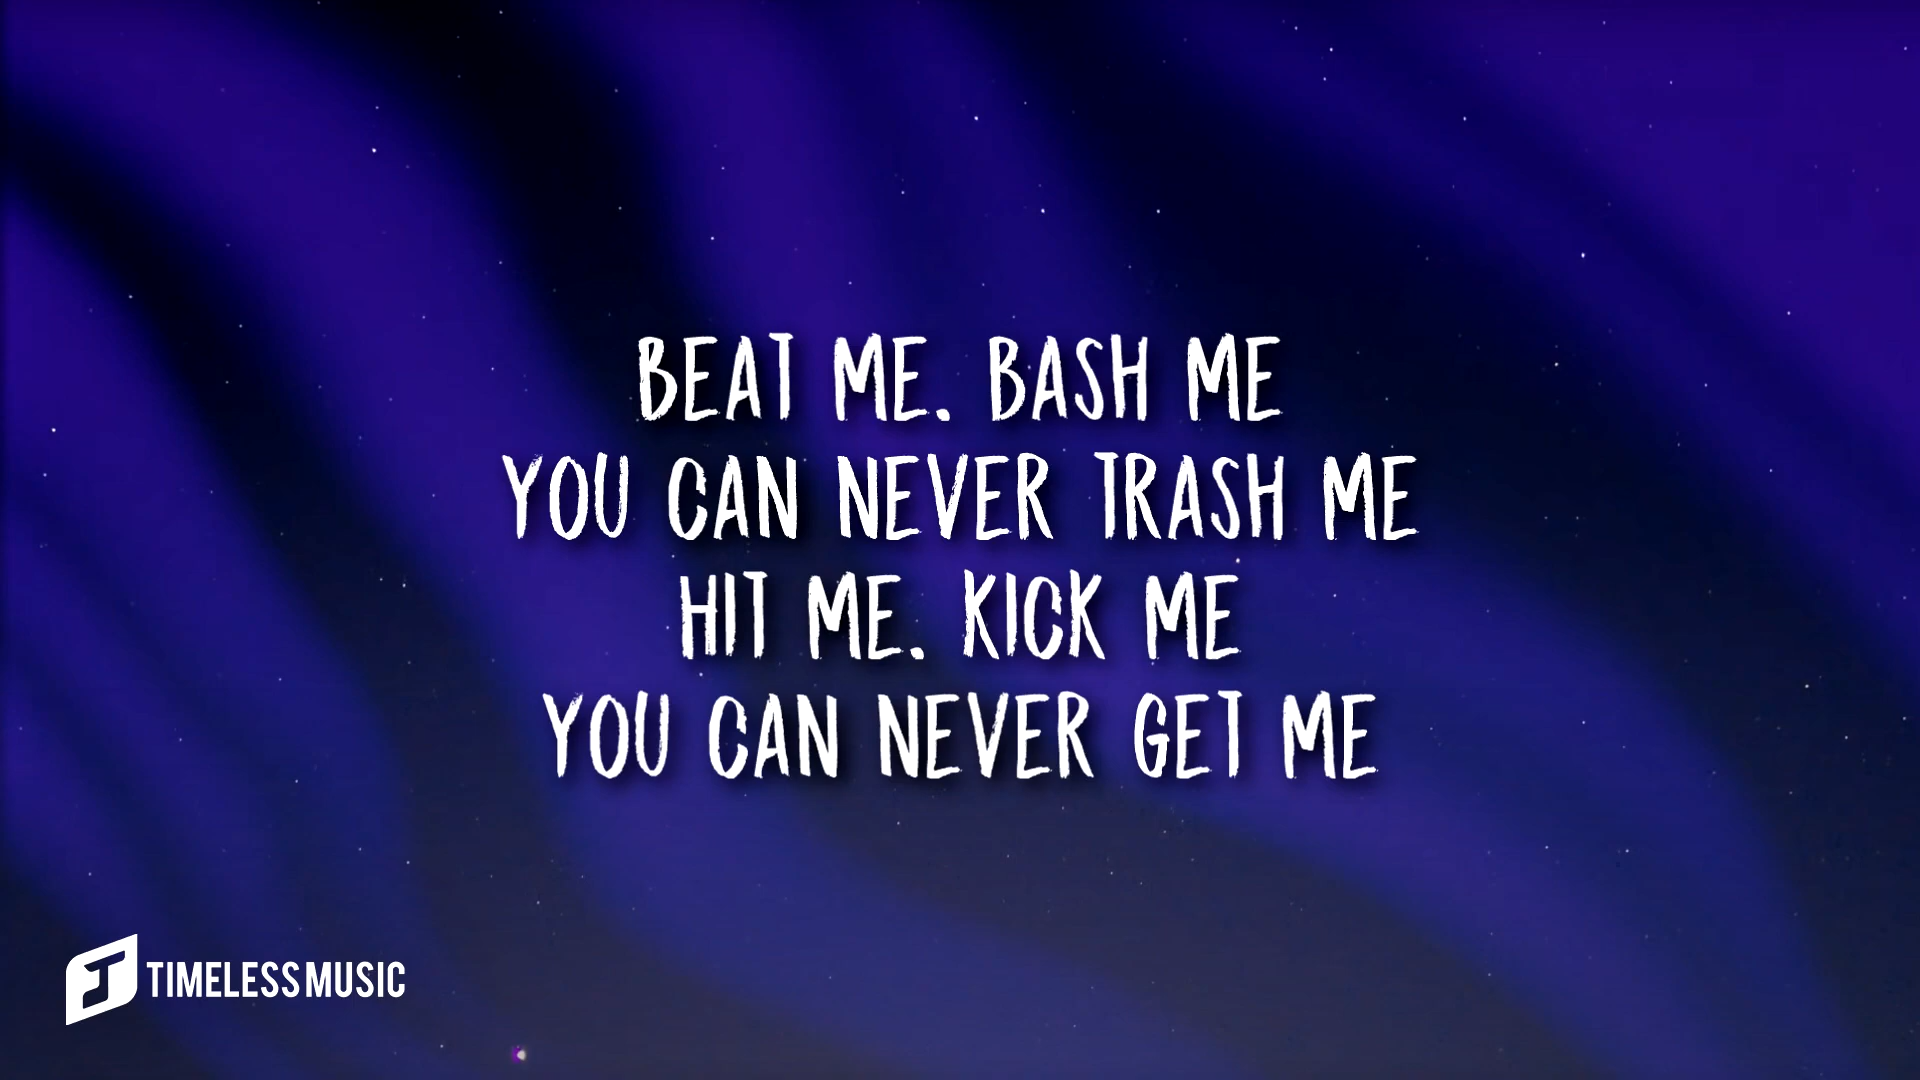 BEAT ME. BASH ME
YOU CAN NEVER TRASH ME
HIT ME. KICK ME
YOU CAN NEVER GET ME
TIMELESS MUSIC